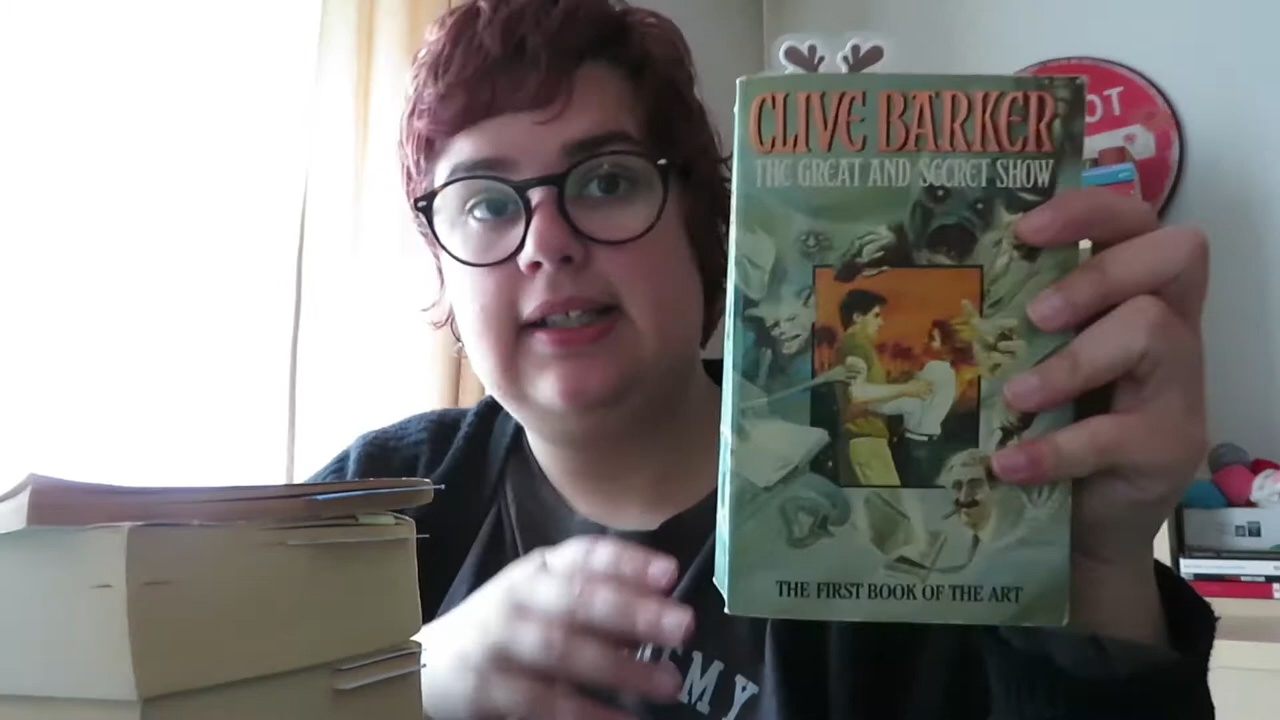 CLIVE BARKER
THE GREAT AND SECRET SHOW
THE FIRST BOOK OF THE ART